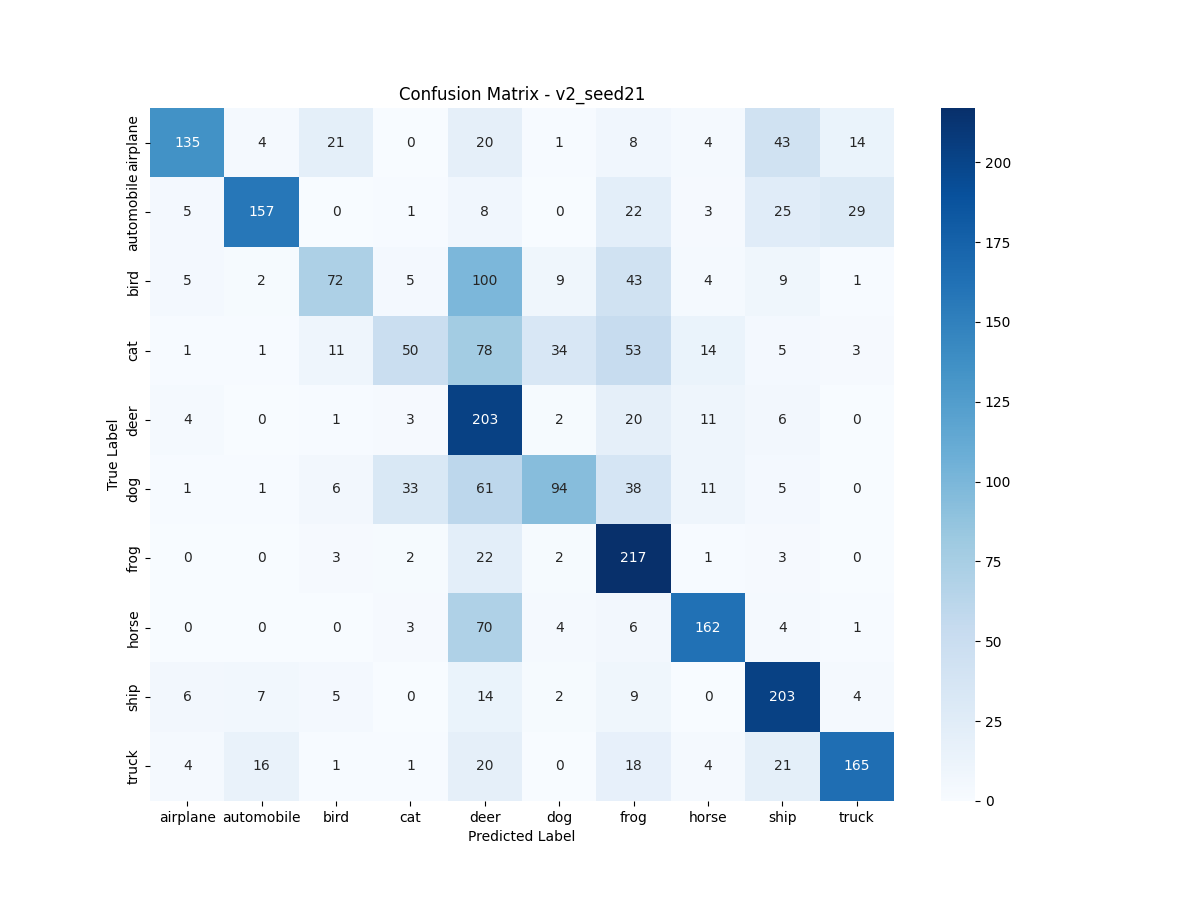 Confusion Matrix - v2_seed21
airplane 135 4 21 0 20 1 8 4 43 14
automobile 5 157 0 1 8 0 22 3 25 29
bird 5 2 72 5 100 9 43 4 9 1
cat 1 1 11 50 78 34 53 14 5 3
deer 4 0 1 3 203 2 20 11 6 0
dog 1 1 6 33 61 94 38 11 5 0
frog 0 0 3 2 22 2 217 1 3 0
horse 0 0 0 3 70 4 6 162 4 1
ship 6 7 5 0 14 2 9 0 203 4
truck 4 16 1 1 20 0 18 4 21 165
airplane automobile bird cat deer dog frog horse ship truck
Predicted Label
True Label
200
175
150
125
100
75
50
25
0